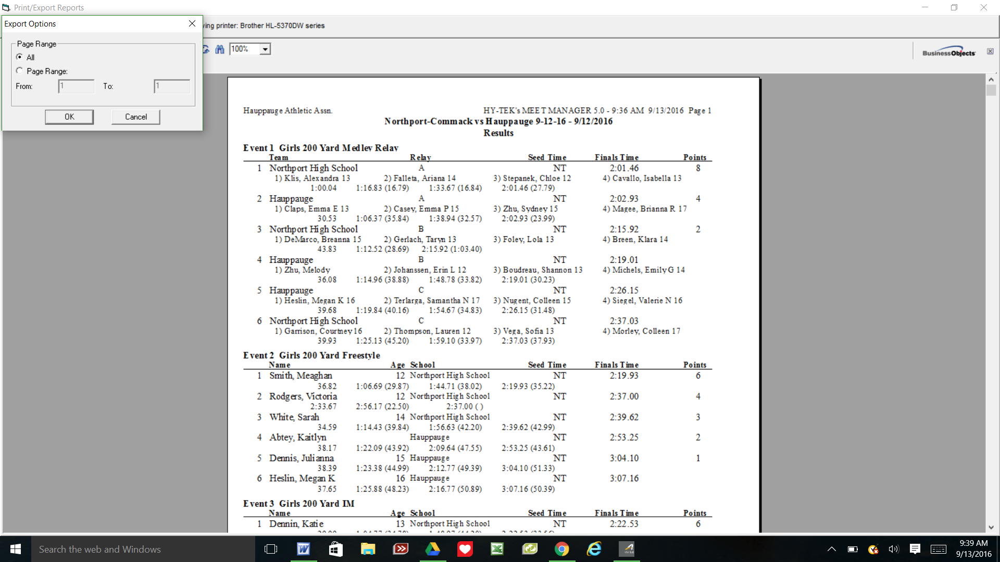 Print/Export Reports
Export Options
ving printer: Brother HL-5370DW series
Page Range
All
Page Range:
From: 1 To: 1
OK Cancel
100%
BusinessObjects
Hauppauge Athletic Assn. HY-TEK's MEET MANAGER 5.0 - 9:36 AM 9/13/2016 Page 1
Northport-Commack vs Hauppauge 9-12-16 - 9/12/2016
Results
Event 1 Girls 200 Yard Medley Relay
Team Relay Seed Time Finals Time Points
1 Northport High School A NT 2:01.46 8
1) Klis, Alexandra 13 2) Falleta, Ariana 14 3) Stepanek, Chloe 12 4) Cavallo, Isabella 13
1:00.04 1:16.83 (16.79) 1:33.67 (16.84) 2:01.46 (27.79)
2 Hauppauge A NT 2:02.93 4
1) Claps, Emma E 13 2) Casey, Emma P 15 3) Zhu, Sydney 15 4) Magee, Brianna R 17
30.53 1:06.37 (35.84) 1:38.94 (32.57) 2:02.93 (23.99)
3 Northport High School B NT 2:15.92 2
1) DeMarco, Breanna 15 2) Gerlach, Taryn 13 3) Foley, Lola 13 4) Breen, Klara 14
43.83 1:12.52 (28.69) 2:15.92 (1:03.40)
4 Hauppauge B NT 2:19.01
1) Zhu, Melody 2) Johanssen, Erin L 12 3) Boudreau, Shannon 13 4) Michels, Emily G 14
36.08 1:14.96 (38.88) 1:48.78 (33.82) 2:19.01 (30.23)
5 Hauppauge C NT 2:26.15
1) Heslin, Megan K 16 2) Terlarga, Samantha N 17 3) Nugent, Colleen 15 4) Siegel, Valerie N 16
39.68 1:19.84 (40.16) 1:54.67 (34.83) 2:26.15 (31.48)
6 Northport High School C NT 2:37.03
1) Garrison, Courtney 16 2) Thompson, Lauren 12 3) Vega, Sofia 13 4) Morley, Colleen 17
39.93 1:25.13 (45.20) 1:59.10 (33.97) 2:37.03 (37.93)
Event 2 Girls 200 Yard Freestyle
Name Age School Seed Time Finals Time Points
1 Smith, Meaghan 12 Northport High School NT 2:19.93 6
36.82 1:06.69 (29.87) 1:44.71 (38.02) 2:19.93 (35.22)
2 Rodgers, Victoria 12 Northport High School NT 2:37.00 4
2:33.67 2:56.17 (22.50) 2:37.00 ( )
3 White, Sarah 14 Northport High School NT 2:39.62 3
34.59 1:14.43 (39.84) 1:56.63 (42.20) 2:39.62 (42.99)
4 Abtey, Kaitlyn Hauppauge NT 2:53.25 2
38.17 1:22.09 (43.92) 2:09.64 (47.55) 2:53.25 (43.61)
5 Dennis, Julianna 15 Hauppauge NT 3:04.10 1
38.39 1:23.38 (44.99) 2:12.77 (49.39) 3:04.10 (51.33)
6 Heslin, Megan K 16 Hauppauge NT 3:07.16
37.65 1:25.88 (48.23) 2:16.77 (50.89) 3:07.16 (50.39)
Event 3 Girls 200 Yard IM
Name Age School Seed Time Finals Time Points
1 Dennin, Katie 13 Northport High School NT 2:22.53 6
Search the web and Windows
9:39 AM
9/13/2016